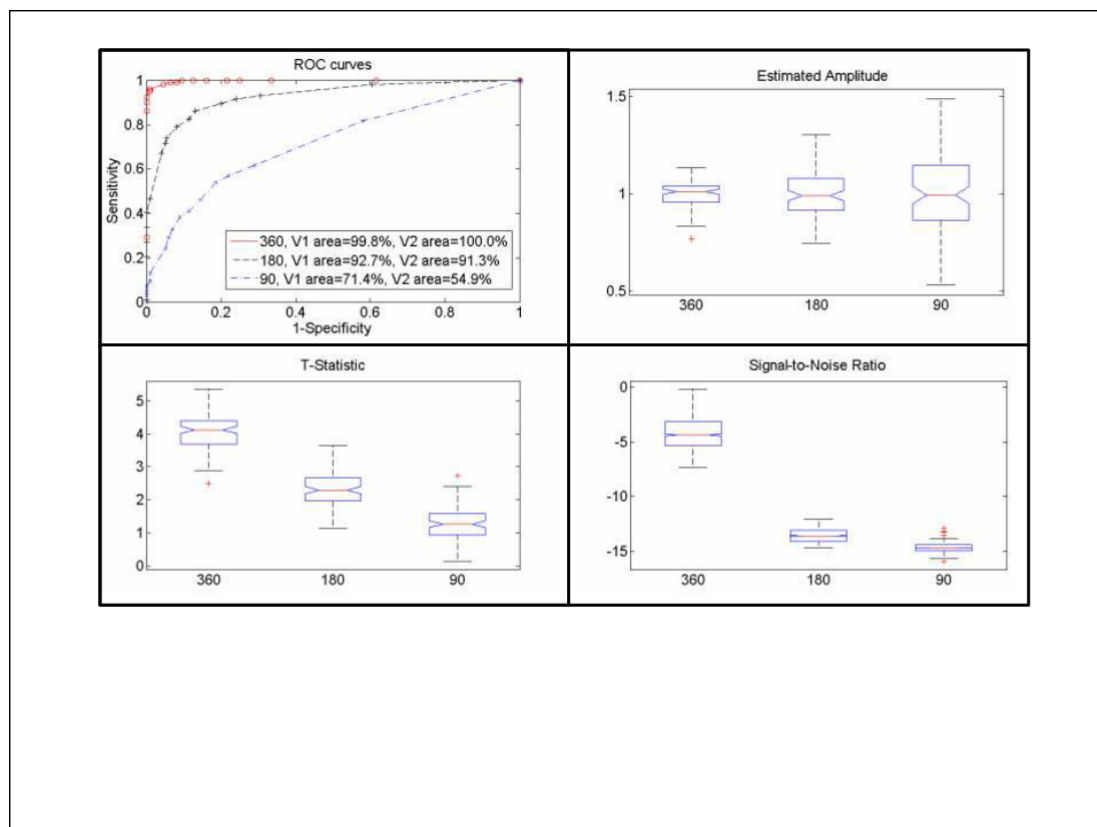 ROC curves
1
0.8
0.6
0.4
0.2
0
Sensitivity
360, V1 area=99.8%, V2 area=100.0%
180, V1 area=92.7%, V2 area=91.3%
90, V1 area=71.4%, V2 area=54.9%
0 0.2 0.4 0.6 0.8 1
1-Specificity
Estimated Amplitude
1.5
1
0.5
360 180 90
T-Statistic
5
4
3
2
1
0
360 180 90
Signal-to-Noise Ratio
0
-5
-10
-15
360 180 90